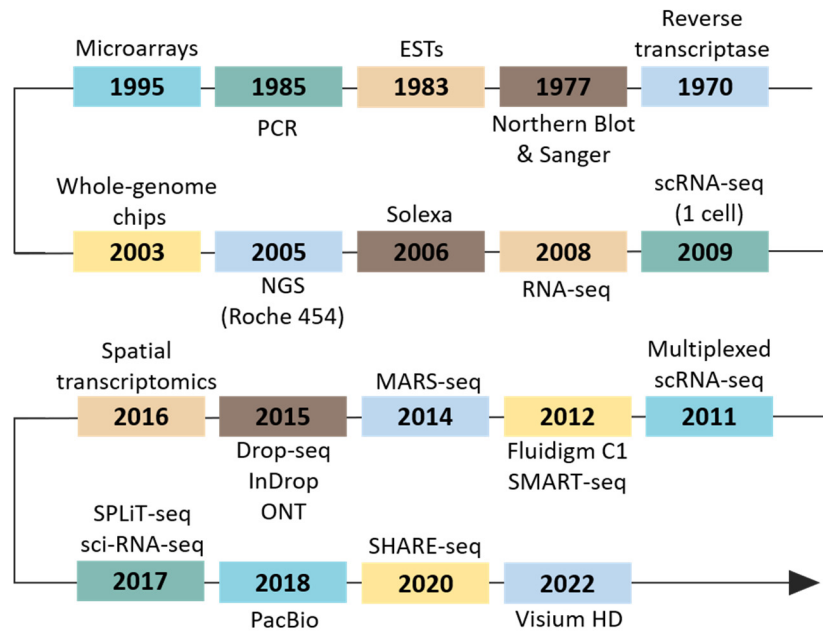 Microarrays
ESTs
Reverse
transcriptase
1995
1985
1983
1977
1970
PCR
Northern Blot
& Sanger
Whole-genome
chips
Solexa
scRNA-seq
(1 cell)
2003
2005
2006
2008
2009
NGS
(Roche 454)
RNA-seq
Spatial
transcriptomics
MARS-seq
Multiplexed
scRNA-seq
2016
2015
2014
2012
2011
Drop-seq
InDrop
ONT
Fluidigm C1
SMART-seq
SPLiT-seq
sci-RNA-seq
SHARE-seq
2017
2018
2020
2022
PacBio
Visium HD